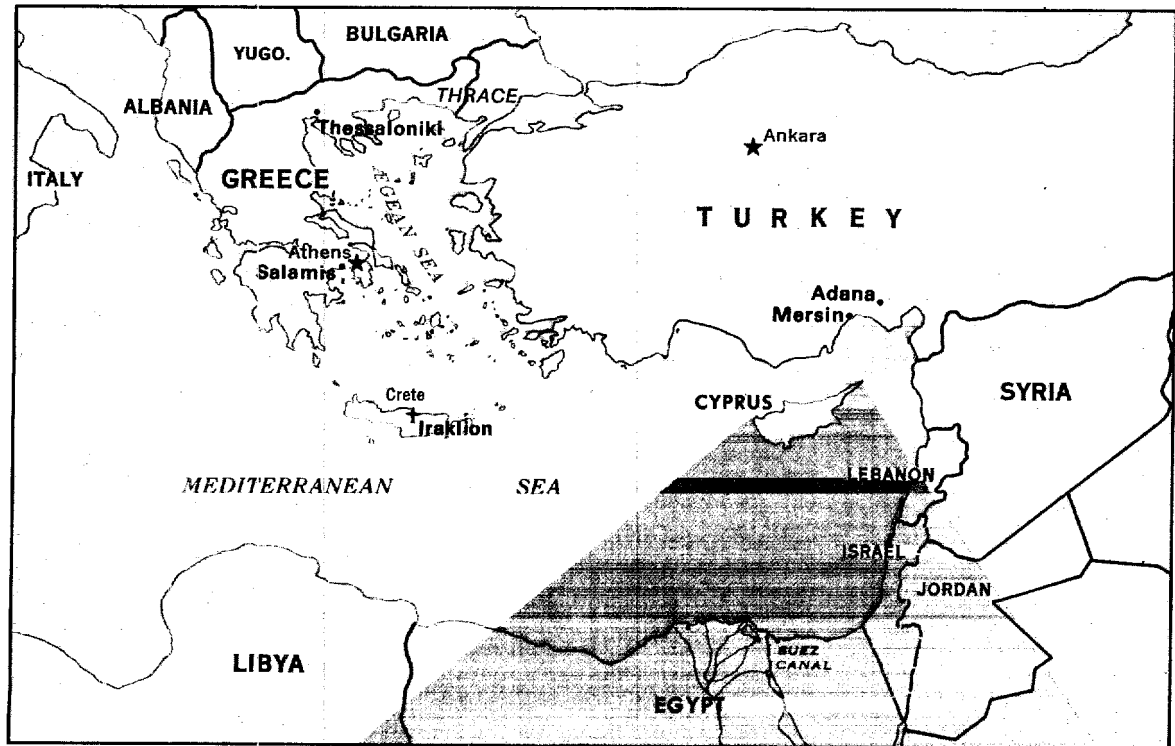 BULGARIA
YUGO.
ALBANIA
THRACE
Thessaloniki
Ankara
ITALY
GREECE
ÆGEAN SEA
TURKEY
Athens
Salamis
Adana
Mersin
SYRIA
Crete
CYPRUS
Iraklion
LEBANON
MEDITERRANEAN SEA
ISRAEL
JORDAN
SUEZ
CANAL
LIBYA
EGYPT